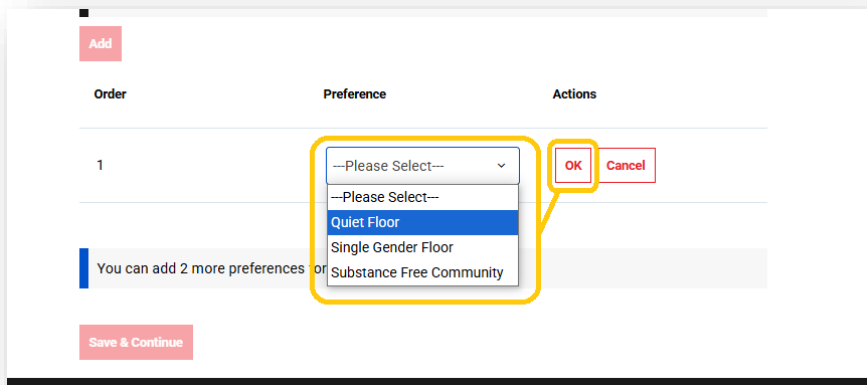 Add
Order Preference Actions
1 ---Please Select--- OK Cancel
---Please Select---
Quiet Floor
Single Gender Floor
Substance Free Community
You can add 2 more preferences
Save & Continue